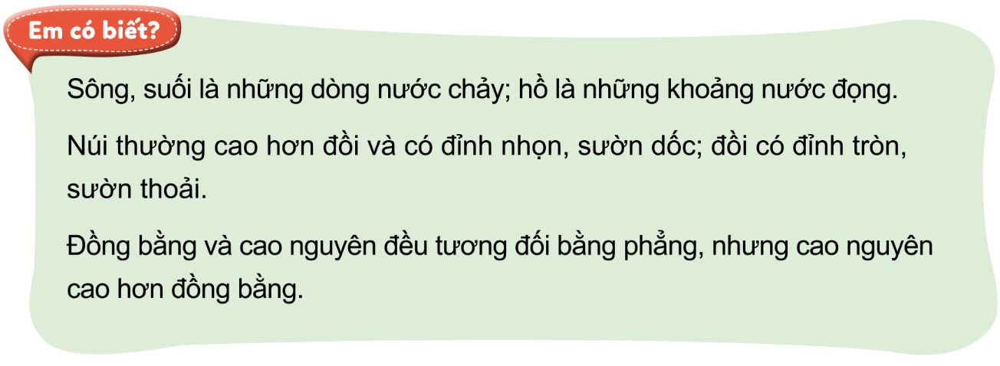 Em có biết?
Sông, suối là những dòng nước chảy; hồ là những khoảng nước đọng.
Núi thường cao hơn đồi và có đỉnh nhọn, sườn dốc; đồi có đỉnh tròn,
sườn thoải.
Đồng bằng và cao nguyên đều tương đối bằng phẳng, nhưng cao nguyên
cao hơn đồng bằng.